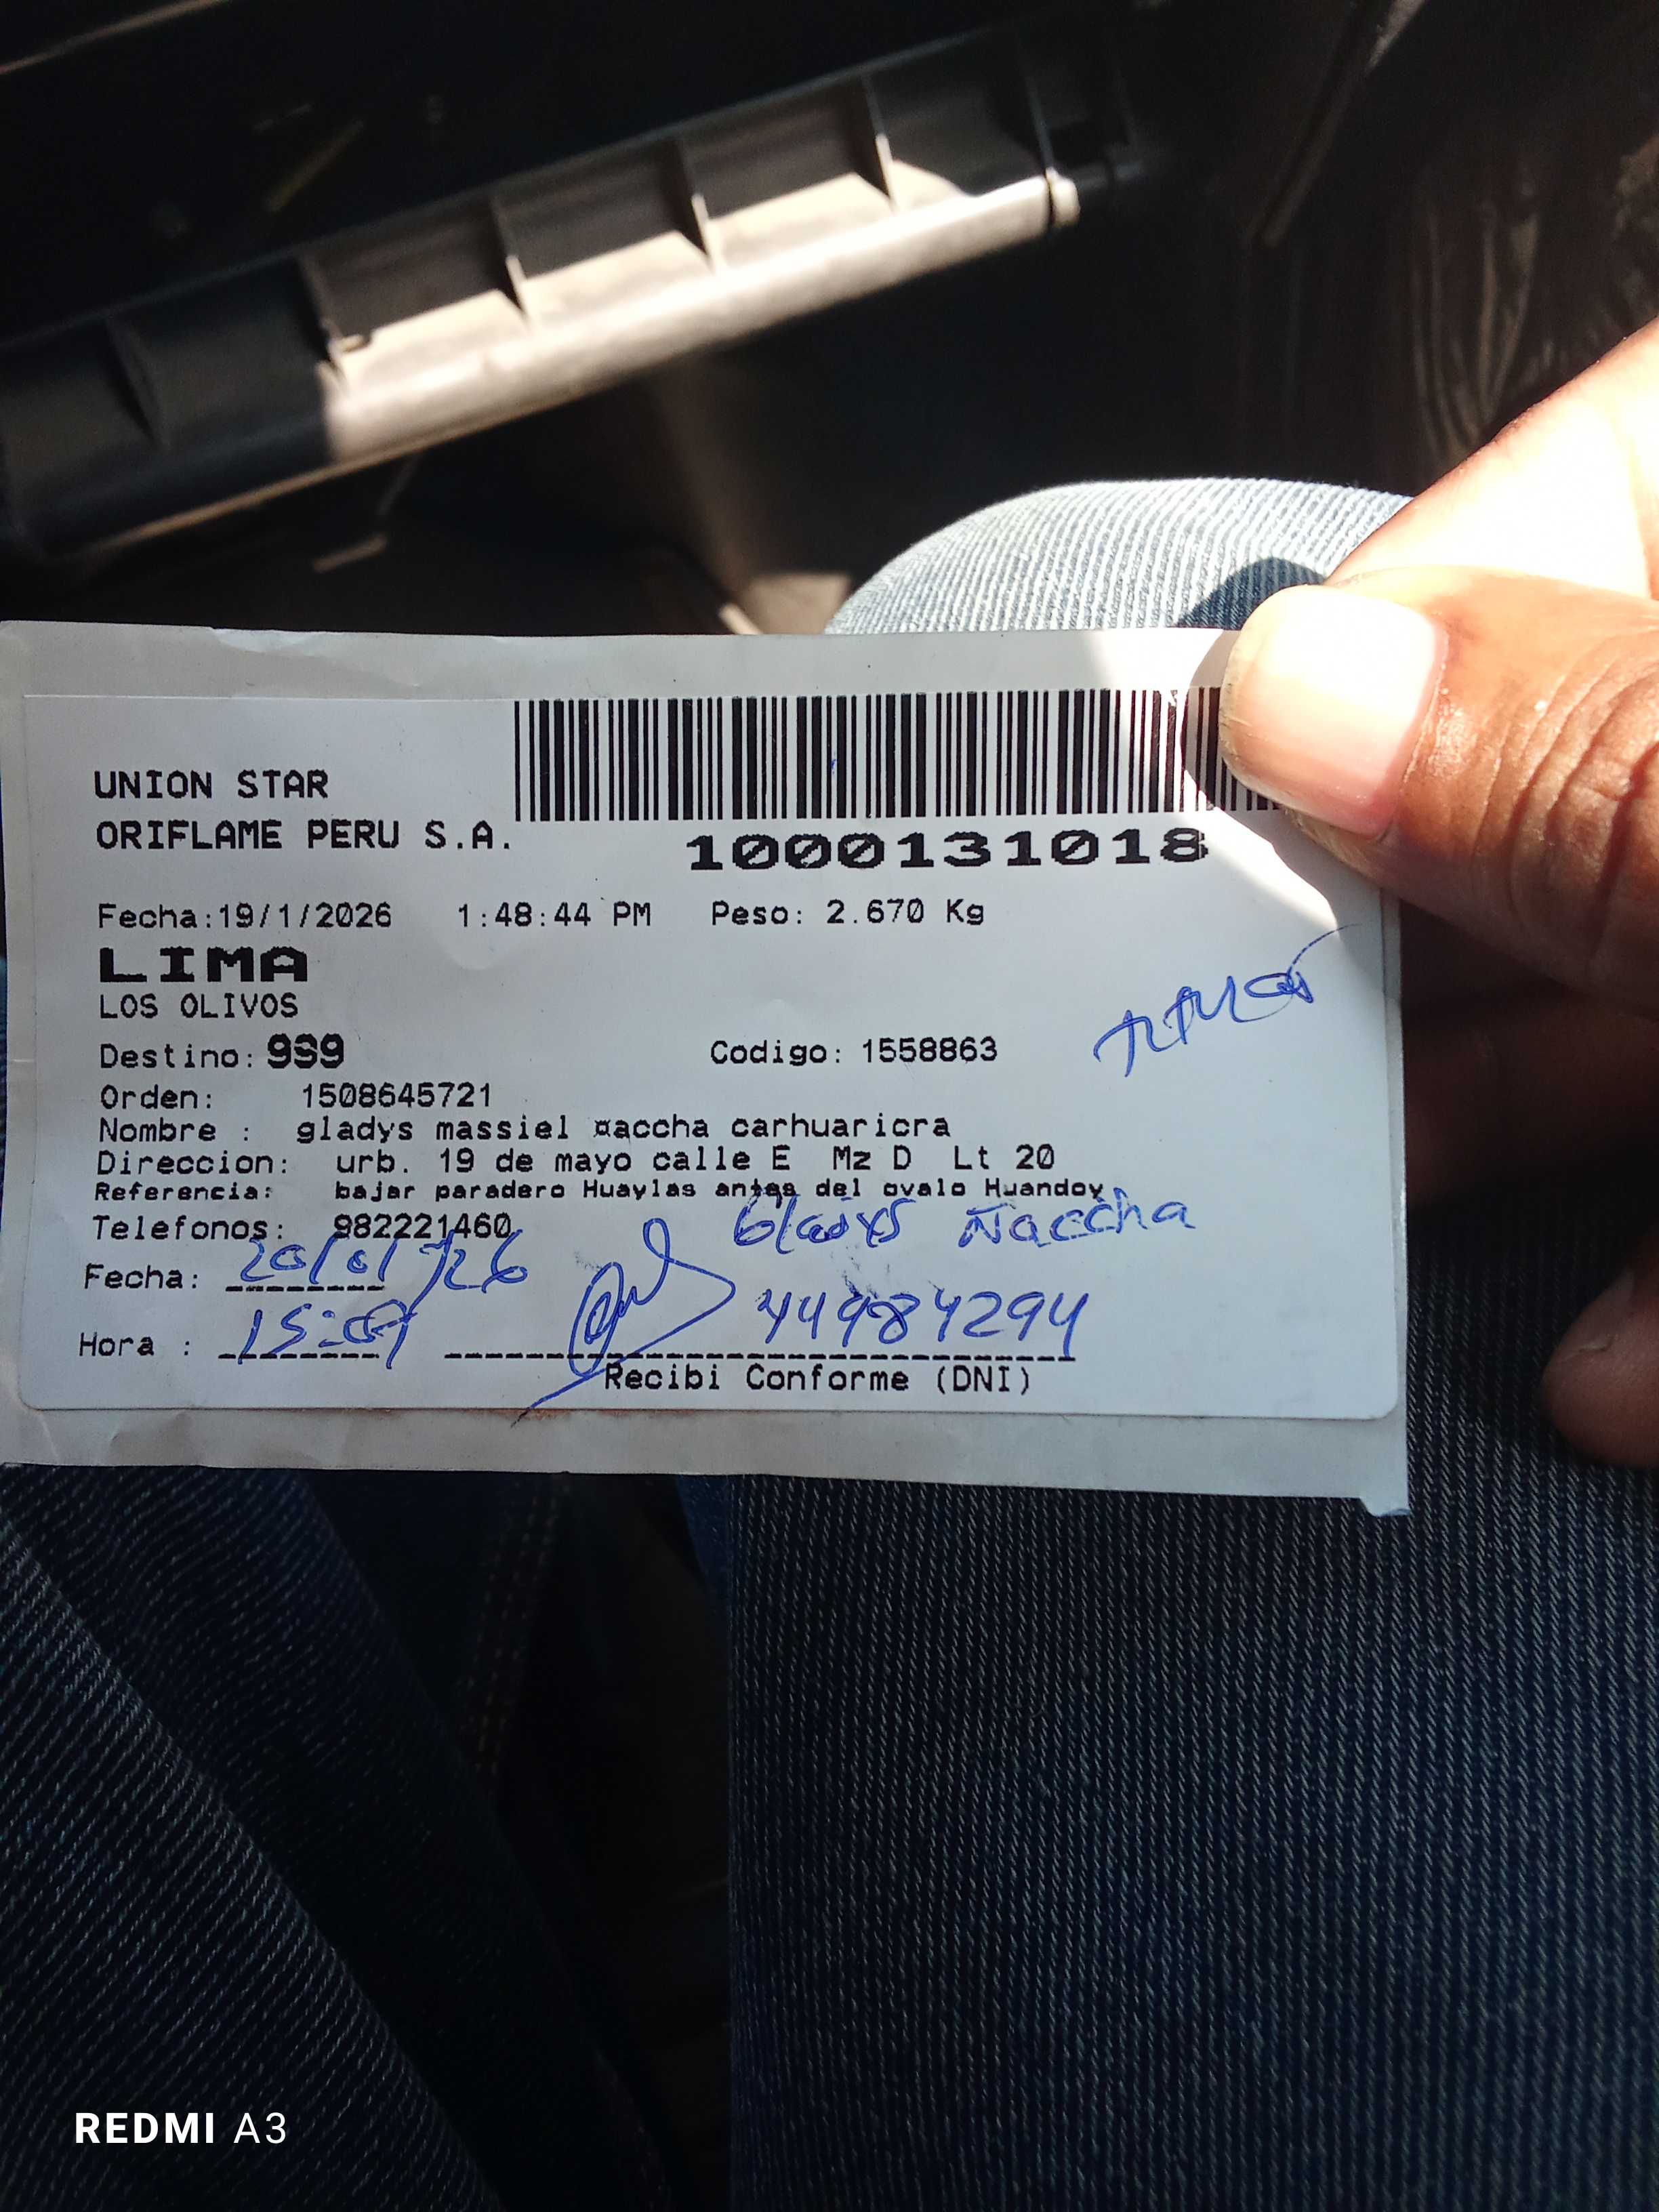 UNION STAR
ORIFLAME PERU S.A.
1000131018
Fecha:19/1/2026 1:48:44 PM Peso: 2.670 Kg
LIMA
LOS OLIVOS
Destino: 999 Codigo: 1558863
Orden: 1508645721
Nombre : gladys massiel ¤accha carhuaricra
Direccion: urb. 19 de mayo calle E Mz D Lt 20
Referencia: bajar paradero Huaylas antes del ovalo Huandoy
Telefonos: 982221460 Gladys Ñaccha
Fecha: 20/01/26
Hora : 44984294
Recibi Conforme (DNI)
REDMI A3